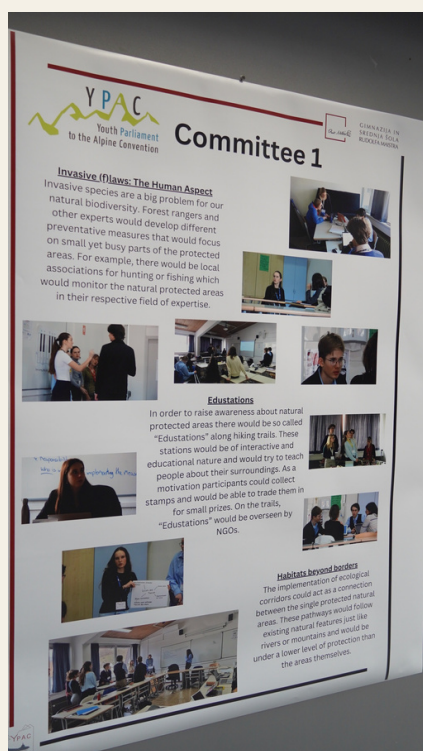 YPAC
Youth Parliament
to the Alpine Convention
GIMNAZIJA IN
SREDNJA ŠOLA
RUDOLFA MAISTRA
Committee 1
Invasive (f)laws: The Human Aspect
Invasive species are a big problem for our
natural biodiversity. Forest rangers and
other experts would develop different
preventative measures that would focus
on small yet busy parts of the protected
areas. For example, there would be local
associations for hunting or fishing which
would monitor the natural protected areas
in their respective field of expertise.
Edustations
In order to raise awareness about natural
protected areas there would be so called
“Edustations” along hiking trails. These
stations would be of interactive and
educational nature and would try to teach
people about their surroundings. As a
motivation participants could collect
stamps and would be able to trade them in
for small prizes. On the trails,
“Edustations” would be overseen by
NGOs.
Habitats beyond borders
The implementation of ecological
corridors could act as a connection
between the single protected natural
areas. These pathways would follow
existing natural features just like
rivers or mountains and would be
under a lower level of protection than
the areas themselves.
YPAC